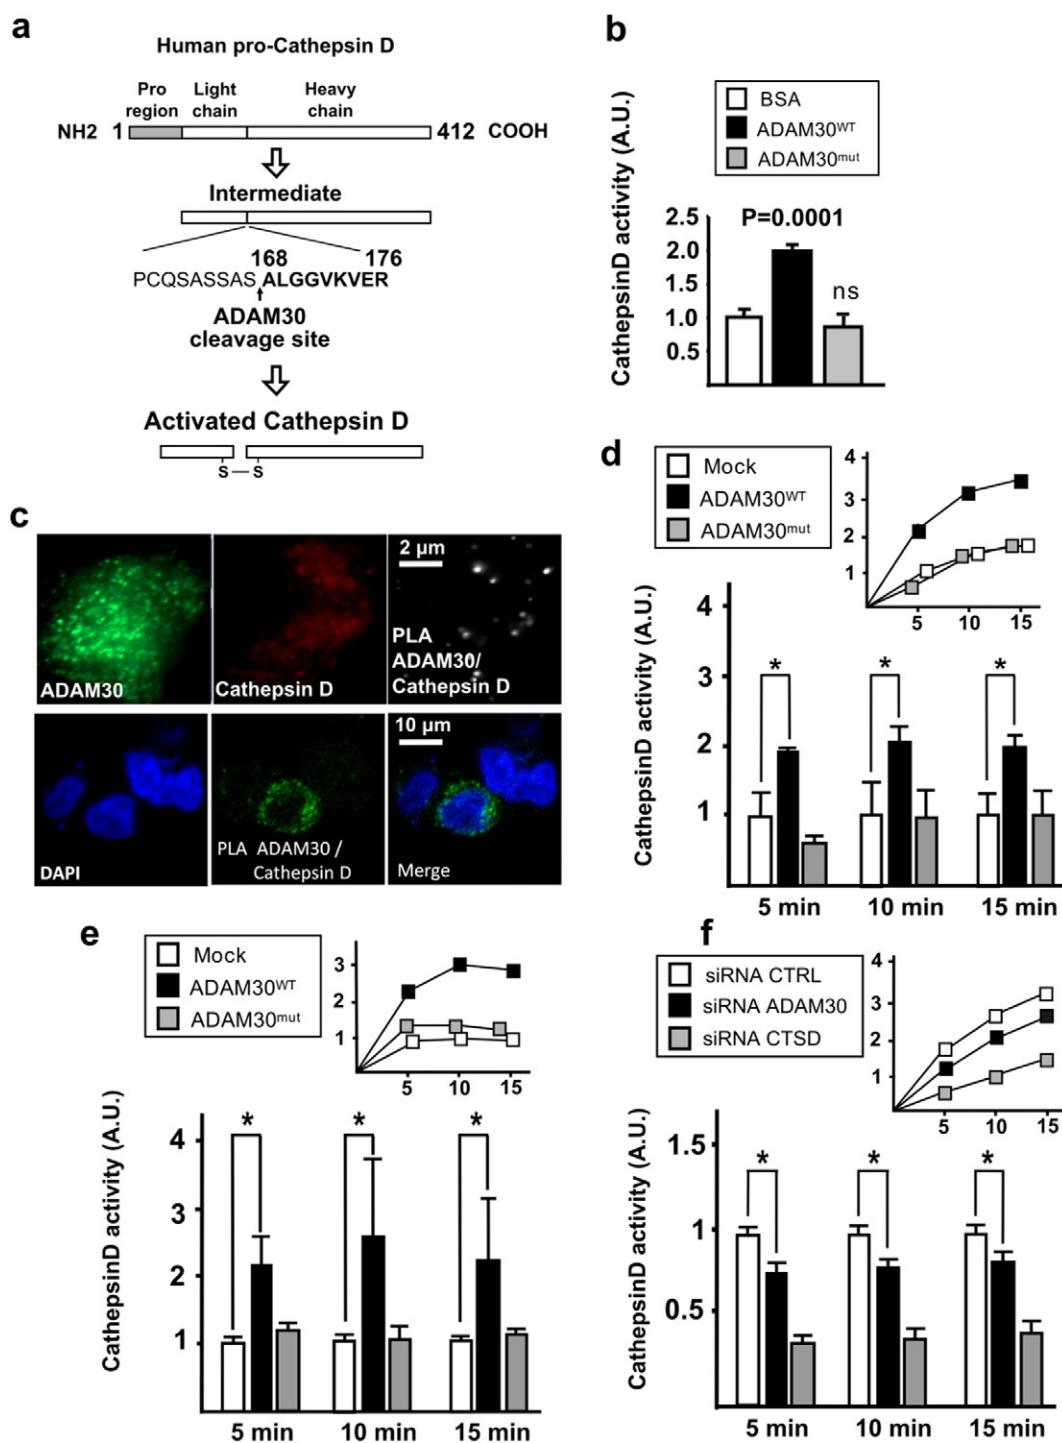 a
Human pro-Cathepsin D
Pro region
Light chain
Heavy chain
NH2 1 412 COOH
Intermediate
168 176
PCQSASSAS ALGGVKVER
ADAM30
cleavage site
Activated Cathepsin D
S — S
b
BSA
ADAM30WT
ADAM30mut
CathepsinD activity (A.U.)
P=0.0001
ns
2.5
2.0
1.5
1.0
0.5
c
ADAM30
Cathepsin D
2 µm
PLA
ADAM30/
Cathepsin D
DAPI
PLA ADAM30 /
Cathepsin D
10 µm
Merge
d
Mock
ADAM30WT
ADAM30mut
4
3
2
1
5 10 15
CathepsinD activity (A.U.)
4
3
2
1
* * *
5 min 10 min 15 min
e
Mock
ADAM30WT
ADAM30mut
3
2
1
5 10 15
CathepsinD activity (A.U.)
4
3
2
1
* * *
5 min 10 min 15 min
f
siRNA CTRL
siRNA ADAM30
siRNA CTSD
4
3
2
1
5 10 15
CathepsinD activity (A.U.)
1.5
1
0.5
* * *
5 min 10 min 15 min